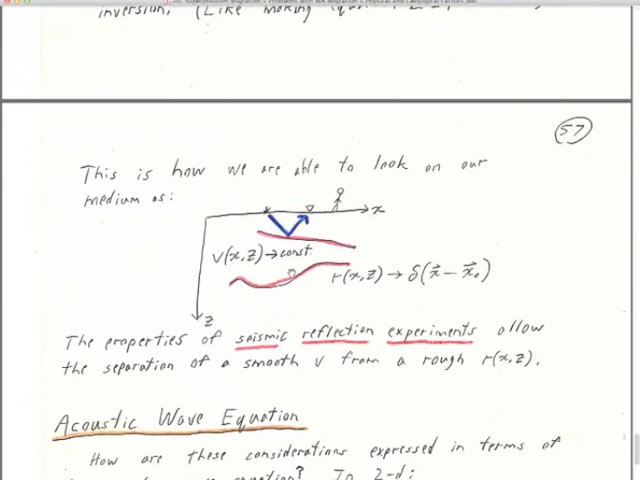 inversion. (Like making
57
This is how we are able to look on our
medium as:
x
v(x,z)→const.
r(x,z) → δ(x⃗ - x⃗₀)
z
The properties of seismic reflection experiments allow
the separation of a smooth v from a rough r(x,z).
Acoustic Wave Equation
How are these considerations expressed in terms of
equation? In 2-d: